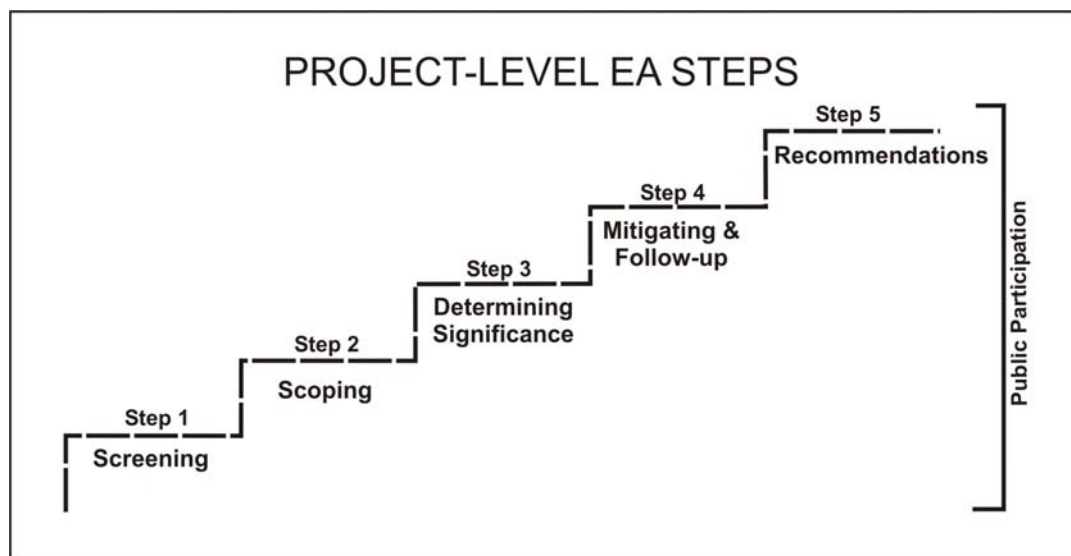 PROJECT-LEVEL EA STEPS
Step 1
Screening
Step 2
Scoping
Step 3
Determining
Significance
Step 4
Mitigating &
Follow-up
Step 5
Recommendations
Public Participation